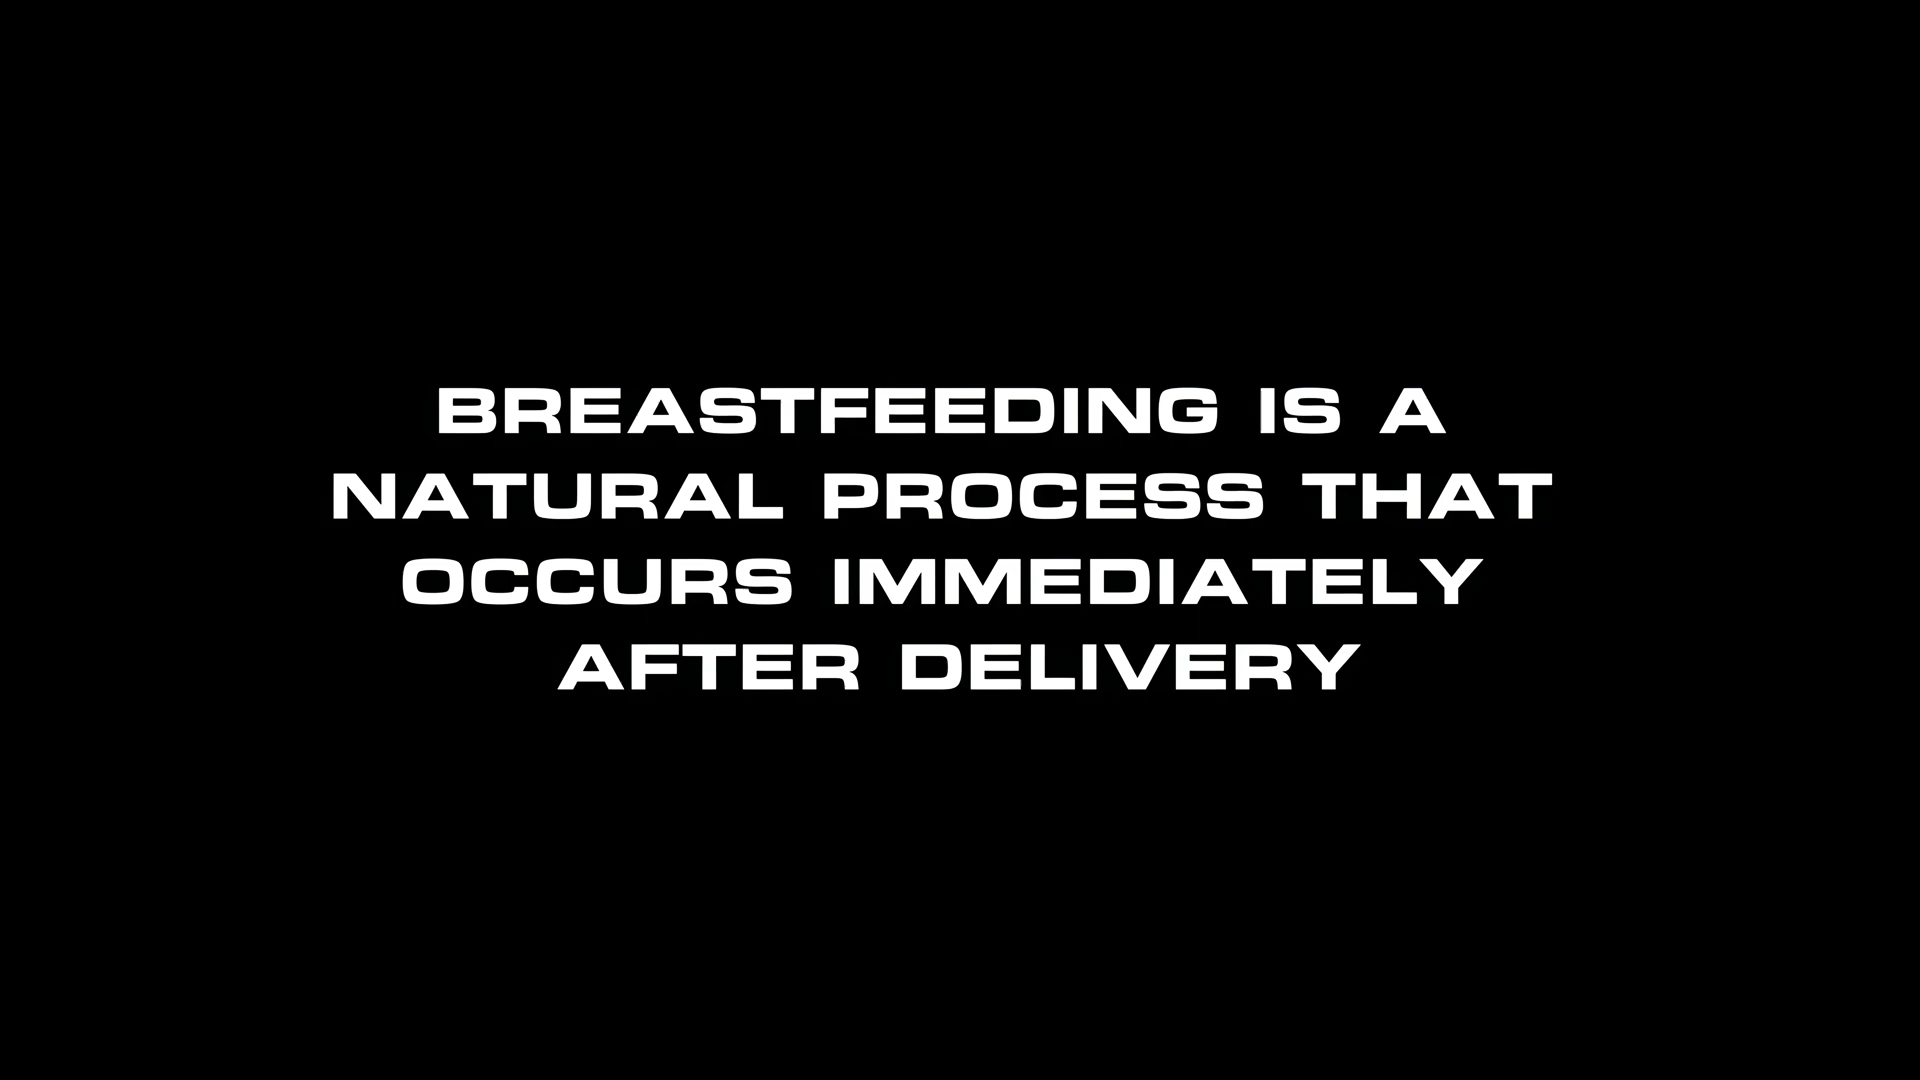 BREASTFEEDING IS A
NATURAL PROCESS THAT
OCCURS IMMEDIATELY
AFTER DELIVERY